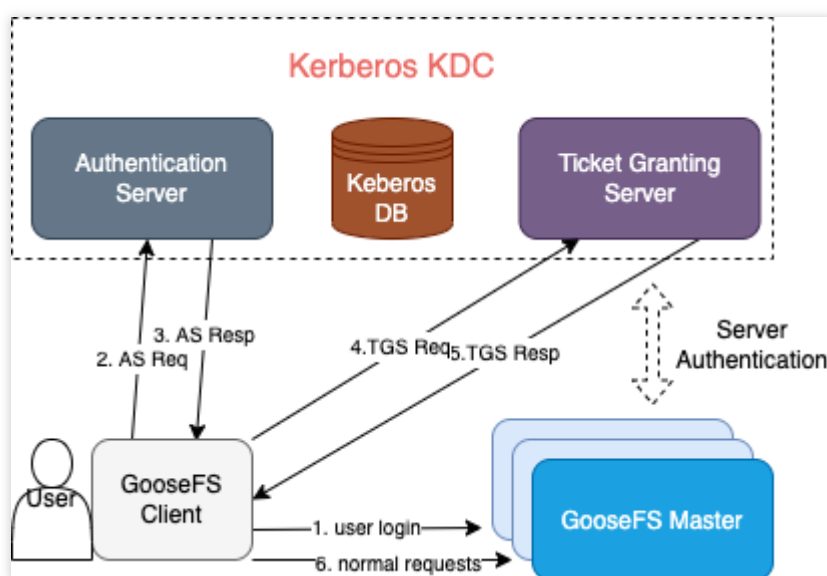 Kerberos KDC
Authentication
Server
Keberos
DB
Ticket Granting
Server
3. AS Resp
2. AS Req
4.TGS Req
5.TGS Resp
Server
Authentication
User
GooseFS
Client
GooseFS Master
1. user login
6. normal requests